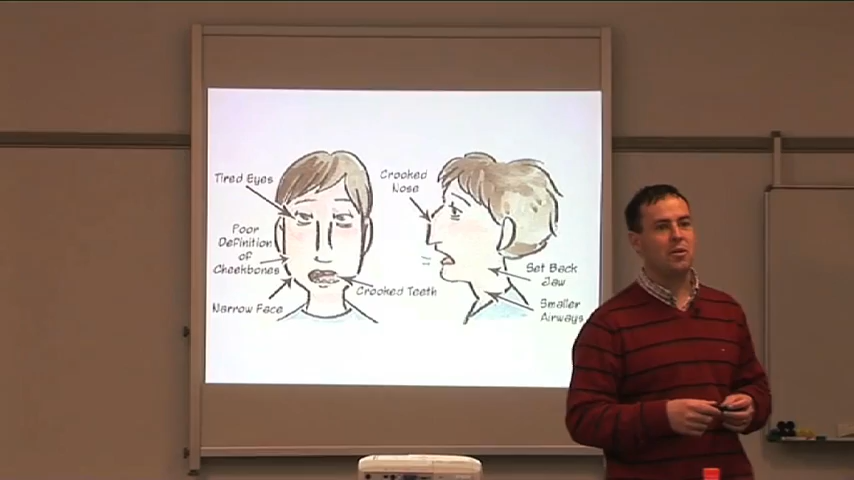 Tired Eyes
Poor
Definition
of
Cheekbones
Narrow Face
Crooked Teeth
Crooked
Nose
Set Back
Jaw
Smaller
Airways